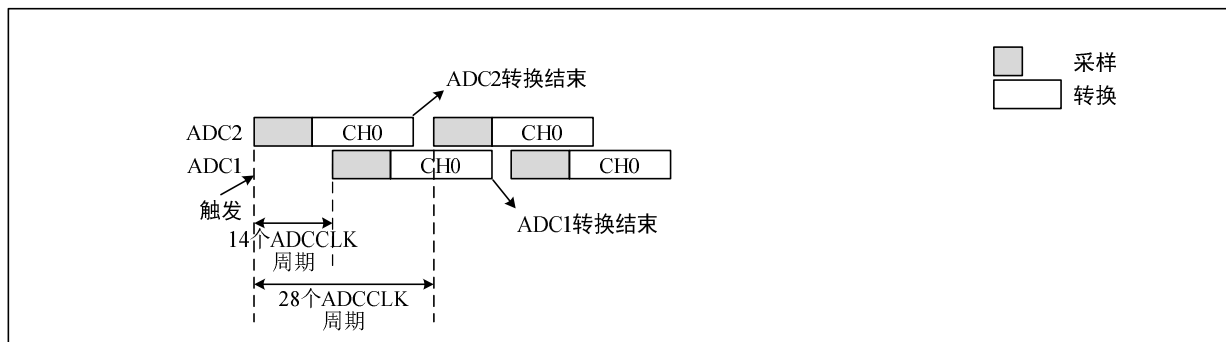 ADC2转换结束
采样
转换
ADC2
CH0
CH0
ADC1
CH0
CH0
触发
ADC1转换结束
14个ADCCLK
周期
28个ADCCLK
周期